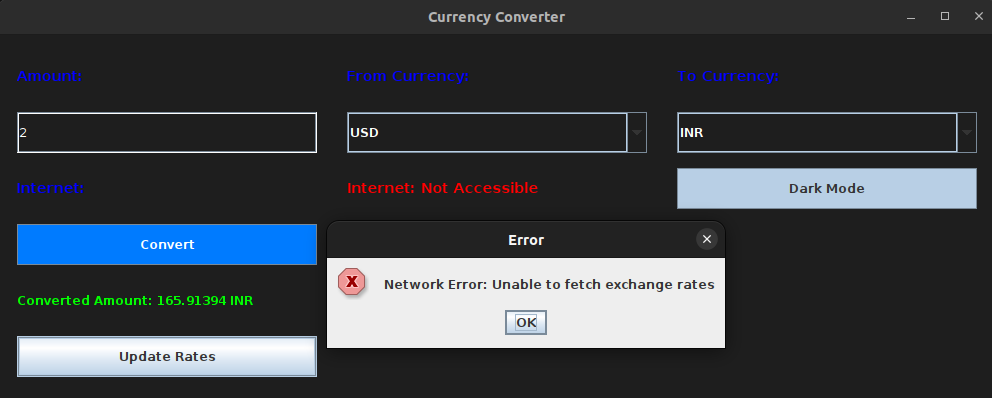 Currency Converter
Amount:
From Currency:
To Currency:
2
USD
INR
Internet:
Internet: Not Accessible
Dark Mode
Convert
Error
X
Network Error: Unable to fetch exchange rates
OK
Converted Amount: 165.91394 INR
Update Rates